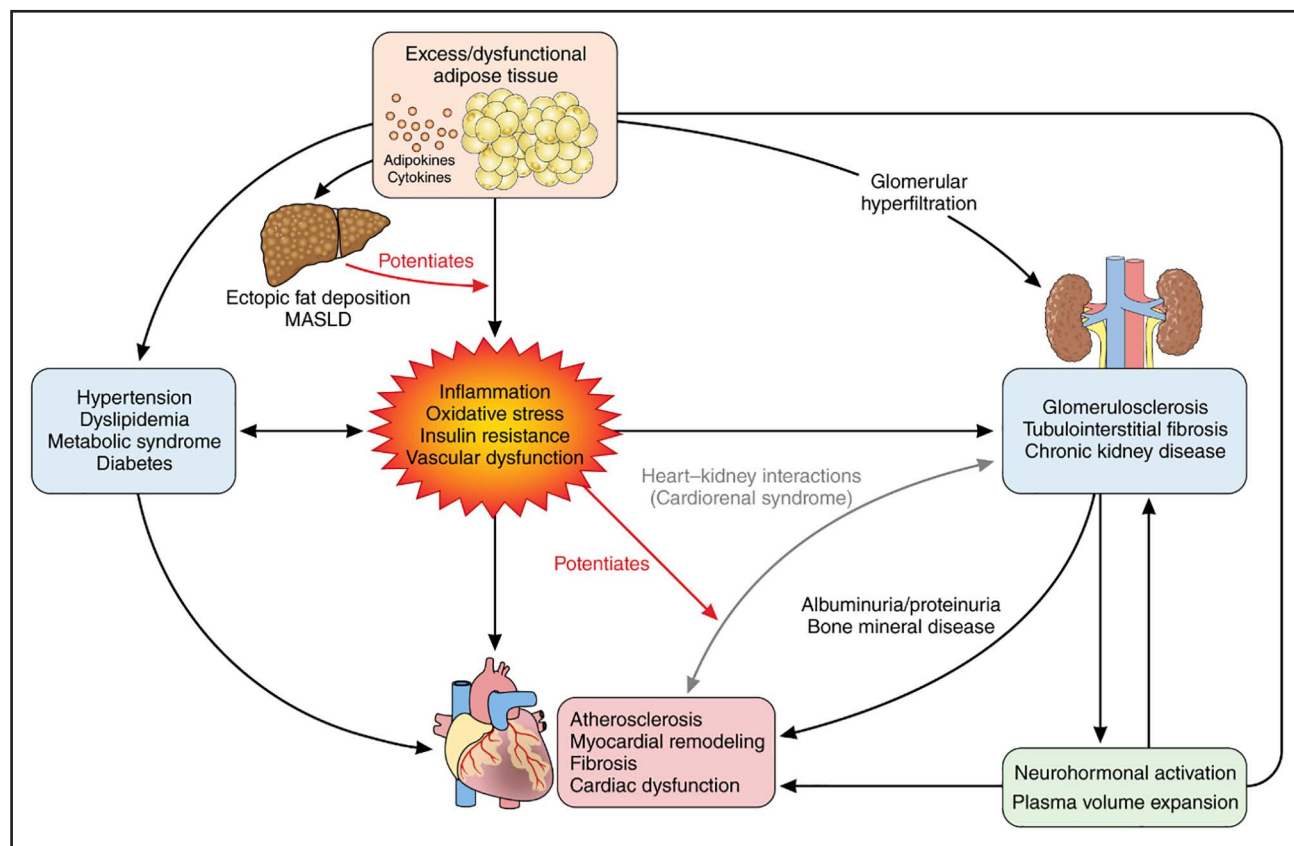 Excess/dysfunctional
adipose tissue
Adipokines
Cytokines
Glomerular
hyperfiltration
Potentiates
Ectopic fat deposition
MASLD
Hypertension
Dyslipidemia
Metabolic syndrome
Diabetes
Inflammation
Oxidative stress
Insulin resistance
Vascular dysfunction
Glomerulosclerosis
Tubulointerstitial fibrosis
Chronic kidney disease
Heart–kidney interactions
(Cardiorenal syndrome)
Potentiates
Albuminuria/proteinuria
Bone mineral disease
Atherosclerosis
Myocardial remodeling
Fibrosis
Cardiac dysfunction
Neurohormonal activation
Plasma volume expansion